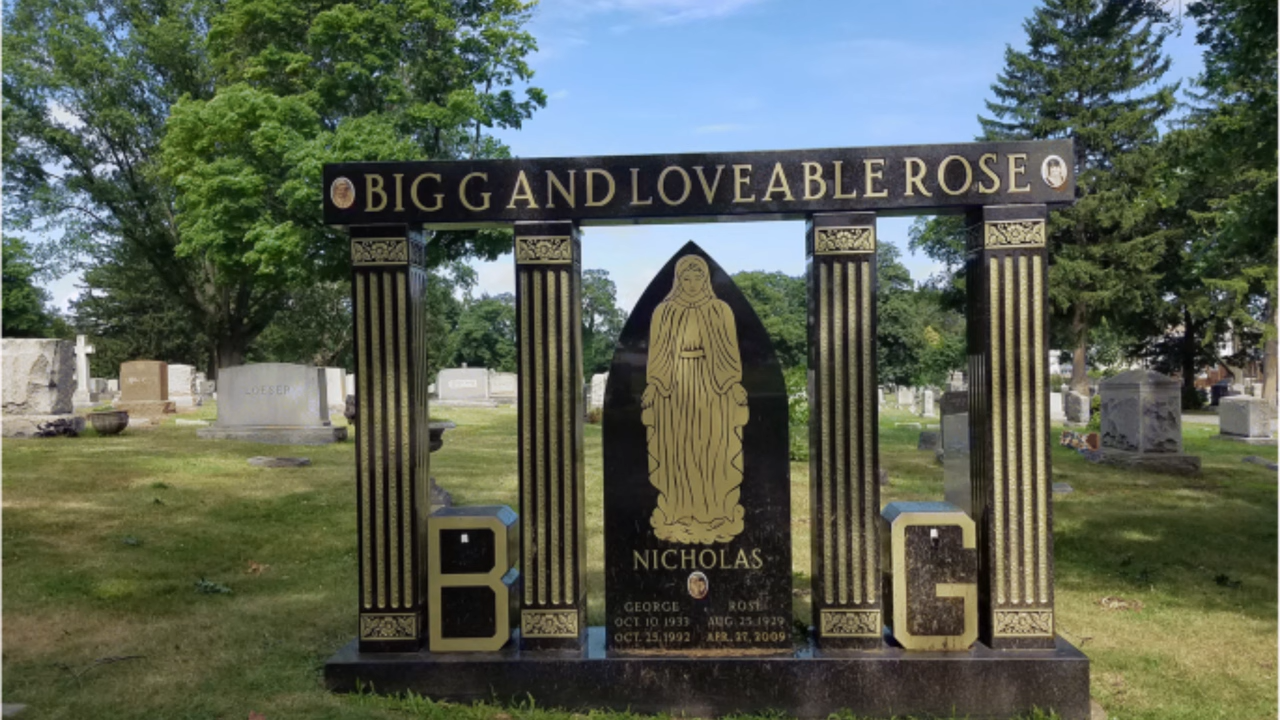 BIG G AND LOVEABLE ROSE
LOESER
B
G
NICHOLAS
GEORGE ROSE
OCT. 10, 1933 AUG. 25, 1929
OCT. 25, 1992 APR. 27, 2009